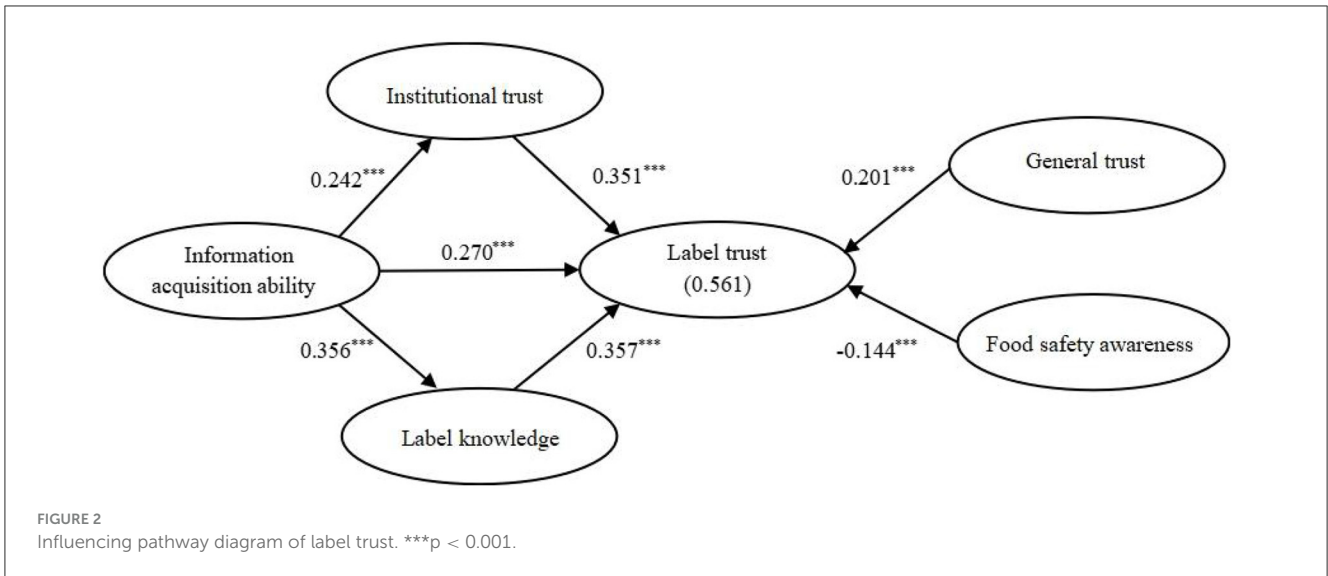 Institutional trust
General trust
0.242***
0.351***
0.201***
Information
acquisition ability
0.270***
Label trust
(0.561)
0.356***
0.357***
-0.144***
Food safety awareness
Label knowledge
FIGURE 2
Influencing pathway diagram of label trust. ***p < 0.001.